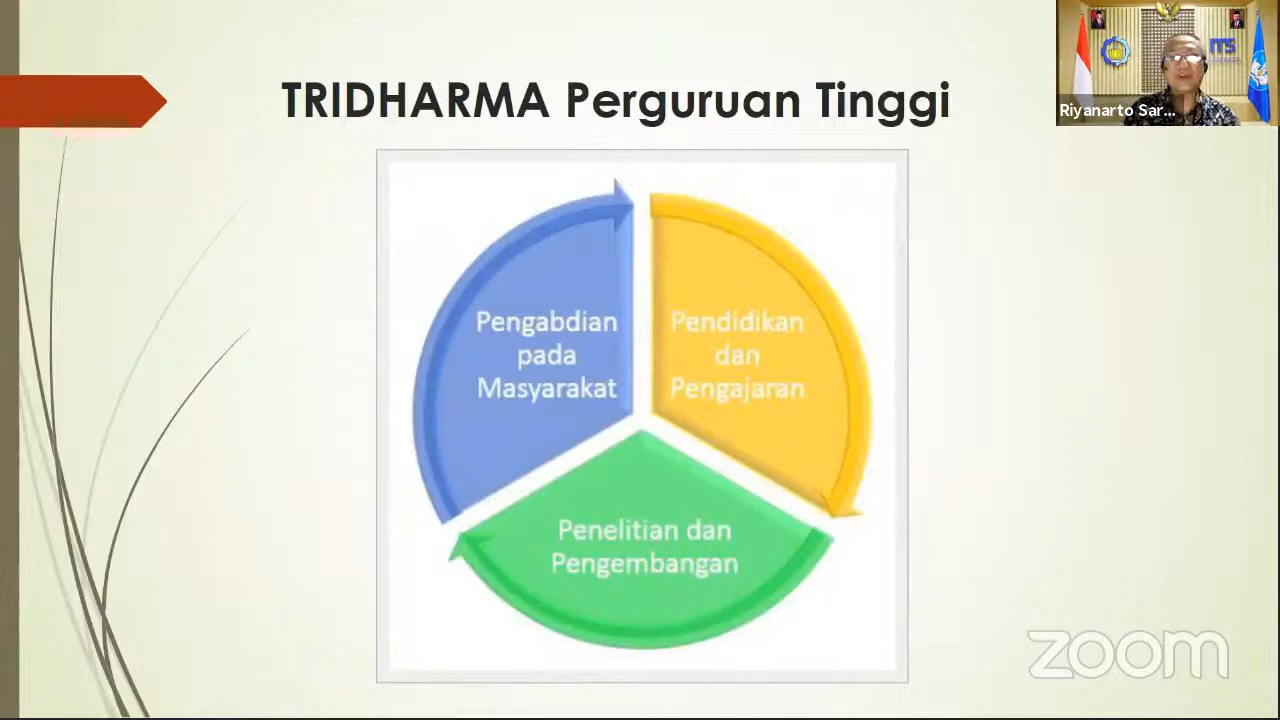 TRIDHARMA Perguruan Tinggi
ITS
Riyanarto Sar...
Pengabdian
pada
Masyarakat
Pendidikan
dan
Pengajaran
Penelitian dan
Pengembangan
zoom